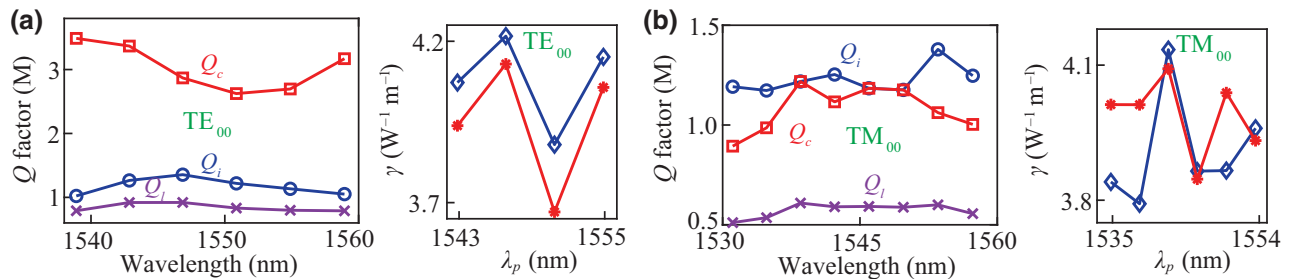 (a)
Q factor (M)
3
2
1
Q_c
TE_00
Q_i
Q_l
1540
1550
1560
Wavelength (nm)
γ (W⁻¹ m⁻¹)
4.2
3.7
TE_00
1543
1555
λ_p (nm)
(b)
Q factor (M)
1.5
1.0
0.5
Q_i
Q_c
TM_00
Q_l
1530
1545
1560
Wavelength (nm)
γ (W⁻¹ m⁻¹)
4.1
3.8
TM_00
1535
1554
λ_p (nm)